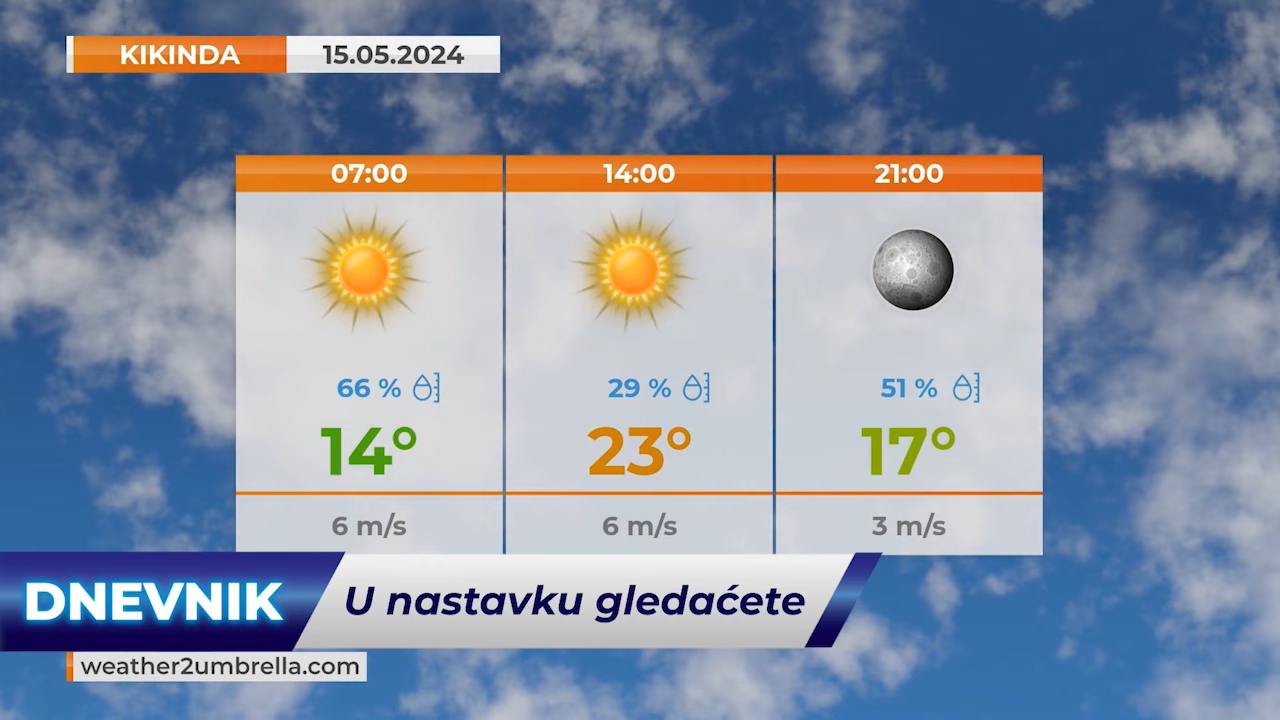 KIKINDA 15.05.2024
07:00 14:00 21:00
66 % 29 % 51 %
14° 23° 17°
6 m/s 6 m/s 3 m/s
DNEVNIK U nastavku gledaćete
weather2umbrella.com